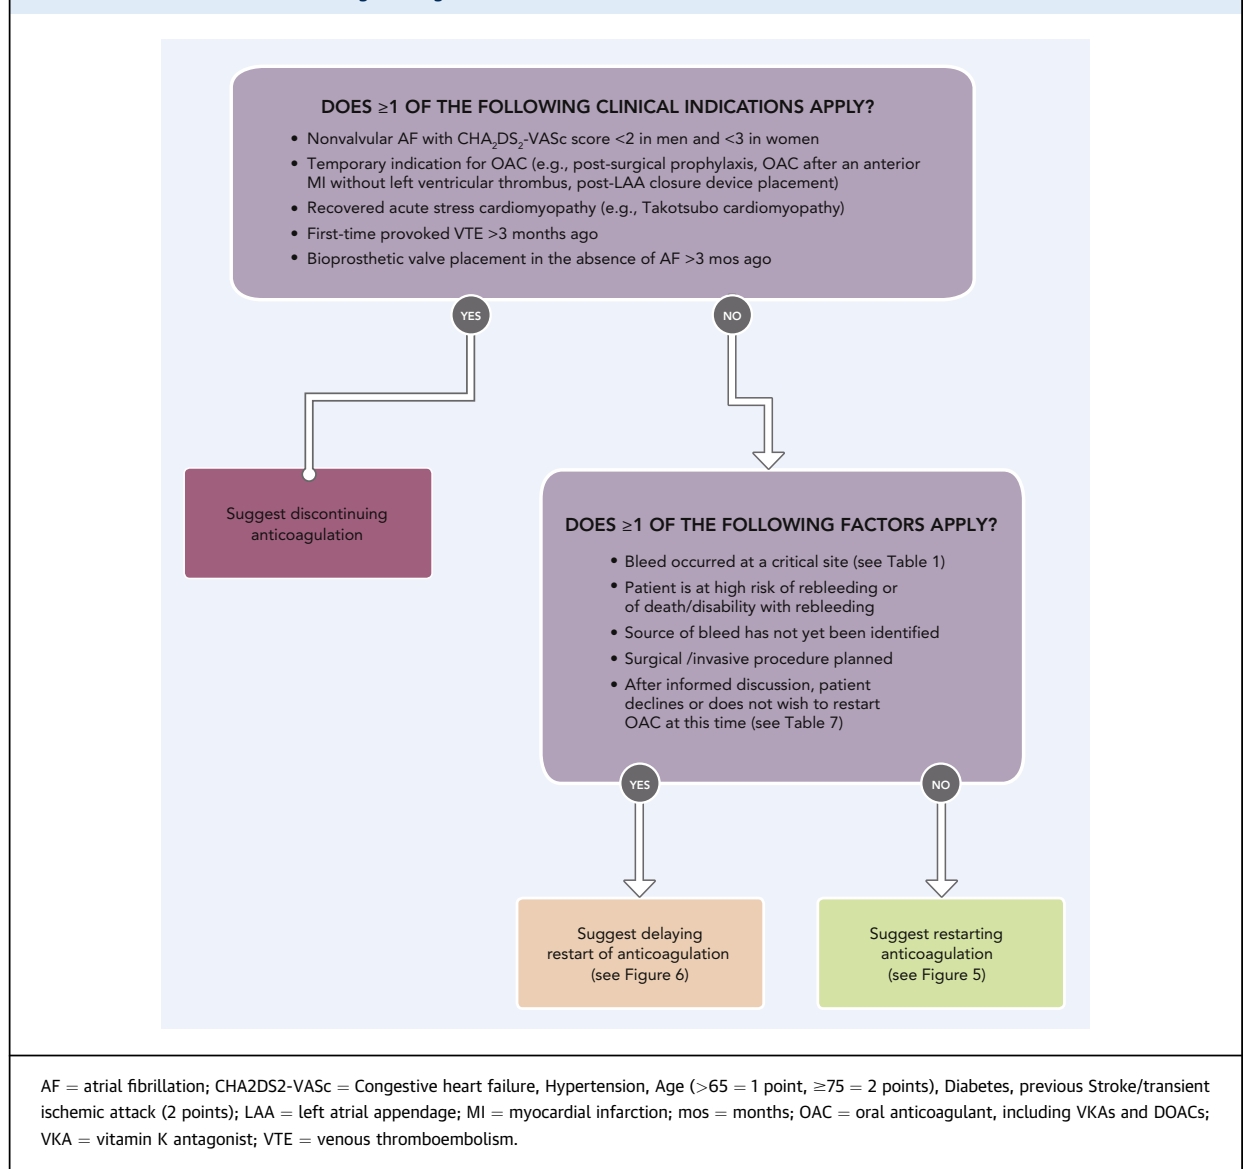 DOES ≥1 OF THE FOLLOWING CLINICAL INDICATIONS APPLY?
• Nonvalvular AF with CHA2DS2-VASc score <2 in men and <3 in women
• Temporary indication for OAC (e.g., post-surgical prophylaxis, OAC after an anterior
MI without left ventricular thrombus, post-LAA closure device placement)
• Recovered acute stress cardiomyopathy (e.g., Takotsubo cardiomyopathy)
• First-time provoked VTE >3 months ago
• Bioprosthetic valve placement in the absence of AF >3 mos ago
YES
NO
Suggest discontinuing
anticoagulation
DOES ≥1 OF THE FOLLOWING FACTORS APPLY?
• Bleed occurred at a critical site (see Table 1)
• Patient is at high risk of rebleeding or
of death/disability with rebleeding
• Source of bleed has not yet been identified
• Surgical /invasive procedure planned
• After informed discussion, patient
declines or does not wish to restart
OAC at this time (see Table 7)
YES
NO
Suggest delaying
restart of anticoagulation
(see Figure 6)
Suggest restarting
anticoagulation
(see Figure 5)
AF = atrial fibrillation; CHA2DS2-VASc = Congestive heart failure, Hypertension, Age (>65 = 1 point, ≥75 = 2 points), Diabetes, previous Stroke/transient
ischemic attack (2 points); LAA = left atrial appendage; MI = myocardial infarction; mos = months; OAC = oral anticoagulant, including VKAs and DOACs;
VKA = vitamin K antagonist; VTE = venous thromboembolism.